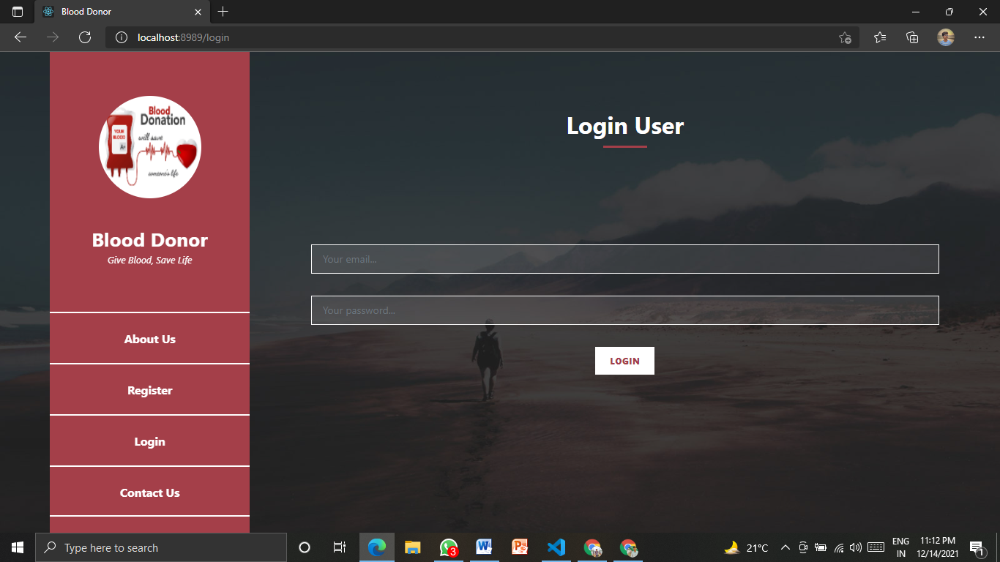 Blood Donor
localhost:8989/login
Blood
Donation
YOUR
BLOOD
A+
will save
someone's life
Blood Donor
Give Blood, Save Life
About Us
Register
Login
Contact Us
Login User
Your email...
Your password...
LOGIN
Type here to search
3
21°C
ENG
IN
11:12 PM
12/14/2021
1